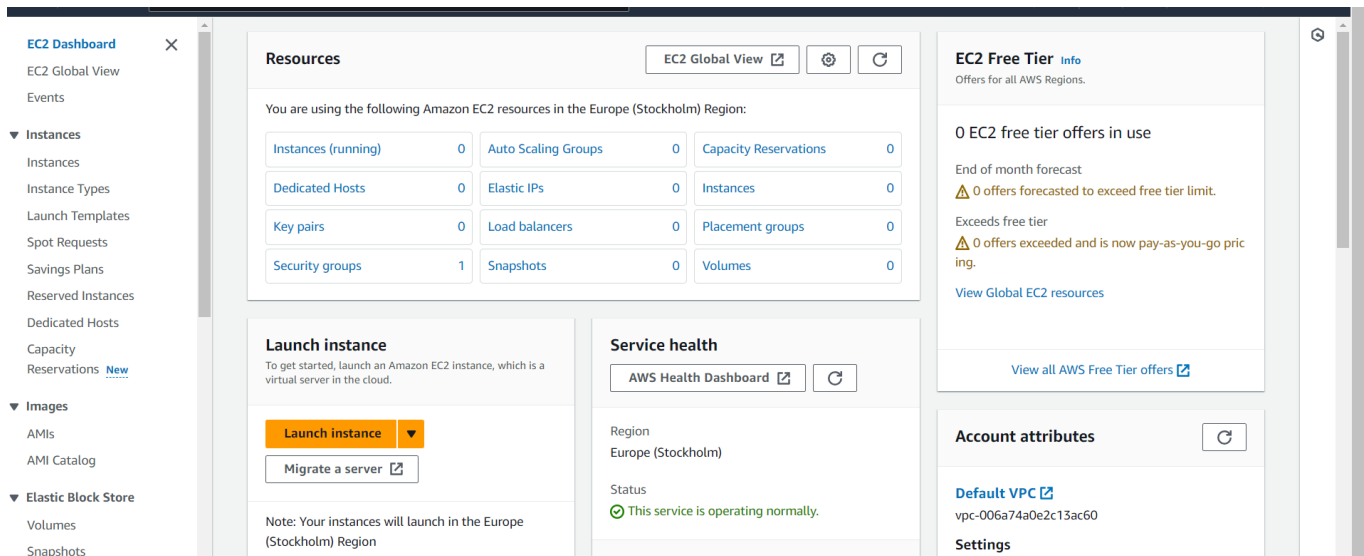 EC2 Dashboard
EC2 Global View
Events
Instances
Instances
Instance Types
Launch Templates
Spot Requests
Savings Plans
Reserved Instances
Dedicated Hosts
Capacity
Reservations New
Images
AMIs
AMI Catalog
Elastic Block Store
Volumes
Snapshots
Resources
EC2 Global View
You are using the following Amazon EC2 resources in the Europe (Stockholm) Region:
Instances (running) 0 Auto Scaling Groups 0 Capacity Reservations 0
Dedicated Hosts 0 Elastic IPs 0 Instances 0
Key pairs 0 Load balancers 0 Placement groups 0
Security groups 1 Snapshots 0 Volumes 0
Launch instance
To get started, launch an Amazon EC2 instance, which is a
virtual server in the cloud.
Launch instance
Migrate a server
Note: Your instances will launch in the Europe
(Stockholm) Region
Service health
AWS Health Dashboard
Region
Europe (Stockholm)
Status
This service is operating normally.
EC2 Free Tier Info
Offers for all AWS Regions.
0 EC2 free tier offers in use
End of month forecast
0 offers forecasted to exceed free tier limit.
Exceeds free tier
0 offers exceeded and is now pay-as-you-go pric
ing.
View Global EC2 resources
View all AWS Free Tier offers
Account attributes
Default VPC
vpc-006a74a0e2c13ac60
Settings